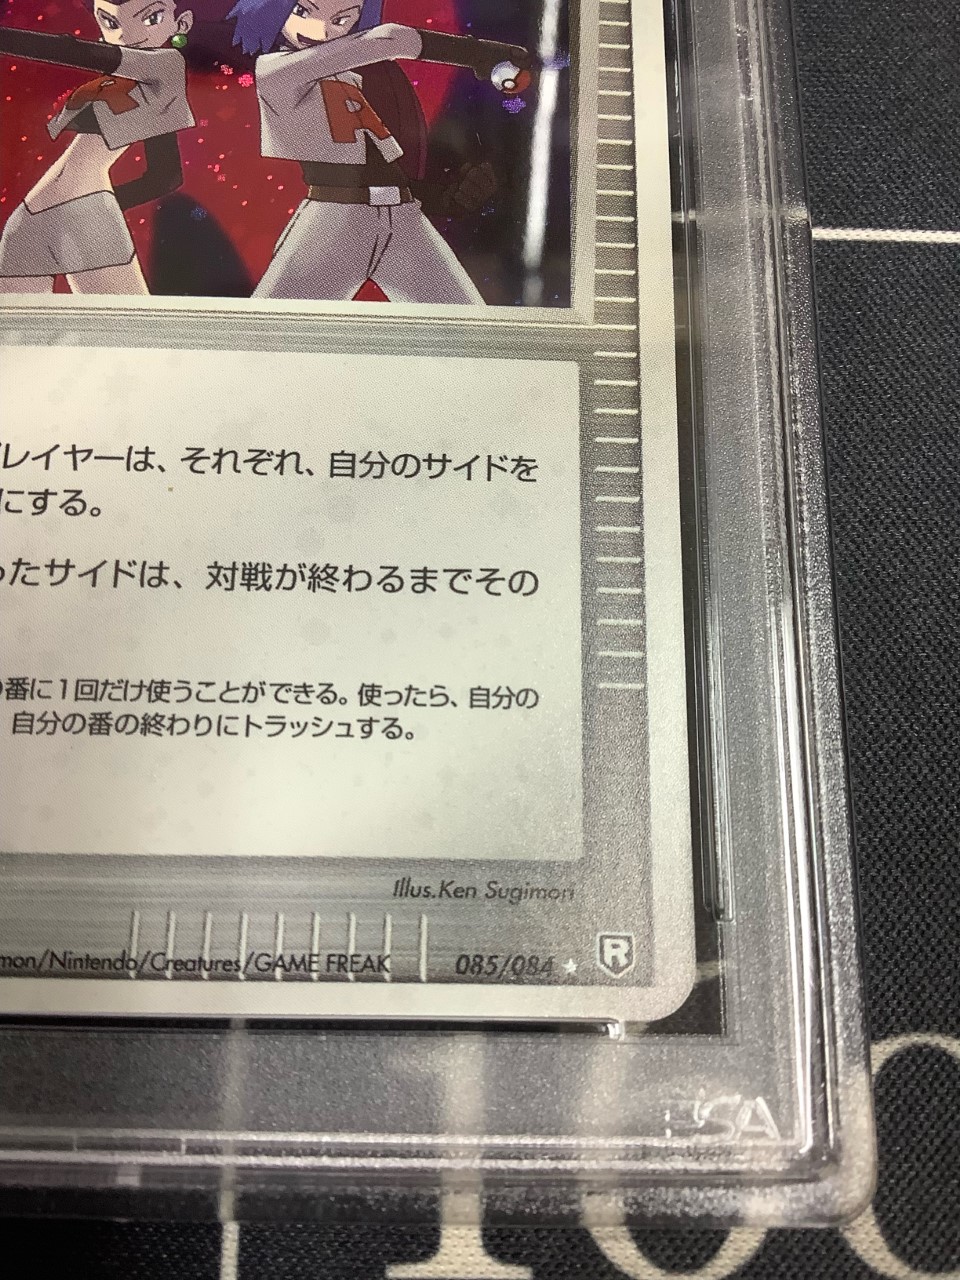 R
レイヤーは、それぞれ、自分のサイドを
にする。
ったサイドは、対戦が終わるまでその
番に1回だけ使うことができる。使ったら、自分の
自分の番の終わりにトラッシュする。
Illus.Ken Sugimori
mon/Nintendo/Creatures/GAME FREAK 085/084 ★ R
PSA
100